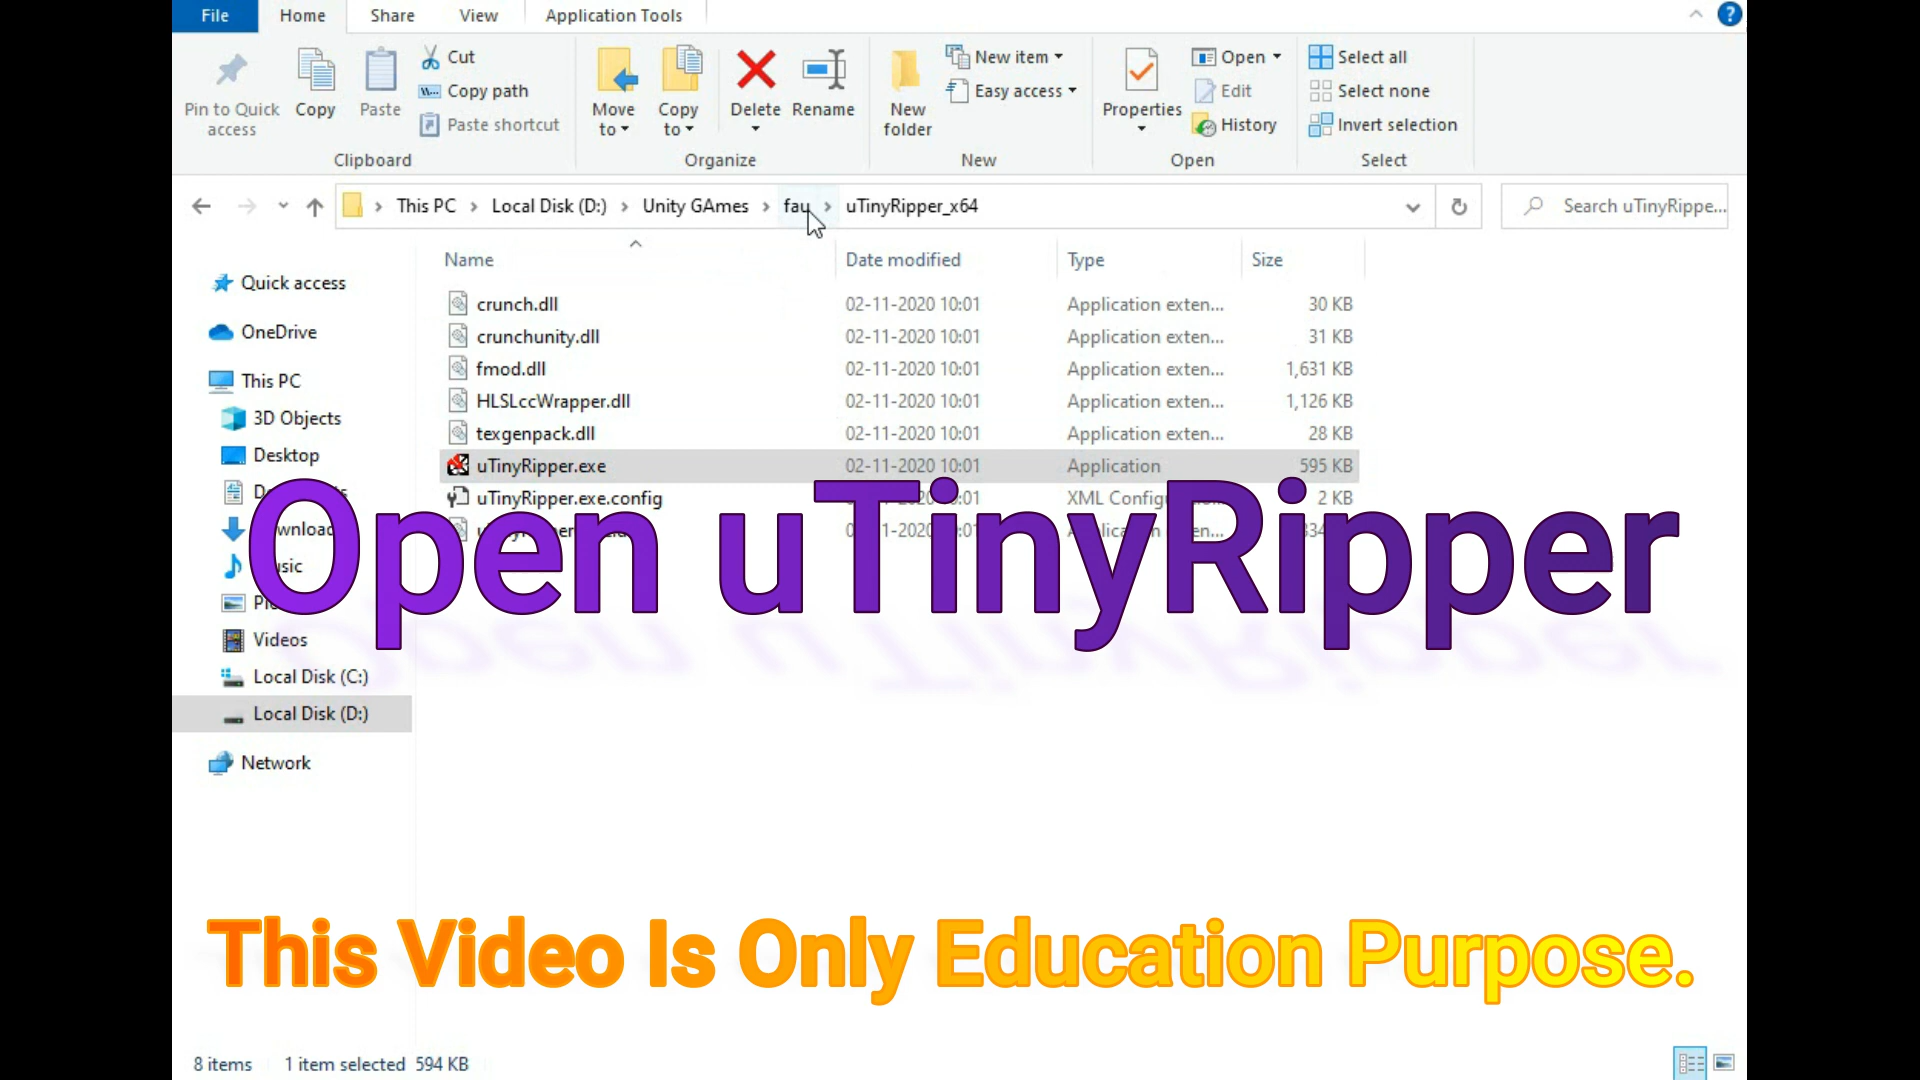 File Home Share View Application Tools
Pin to Quick access
Copy
Paste
Cut
Copy path
Paste shortcut
Clipboard
Move to
Copy to
Delete
Rename
Organize
New folder
New item
Easy access
New
Properties
Open
Edit
History
Open
Select all
Select none
Invert selection
Select
This PC Local Disk (D:) Unity GAmes fau uTinyRipper_x64
Search uTinyRippe...
Name Date modified Type Size
Quick access
OneDrive
This PC
3D Objects
Desktop
Videos
Local Disk (C:)
Local Disk (D:)
Network
crunch.dll 02-11-2020 10:01 Application exten... 30 KB
crunchunity.dll 02-11-2020 10:01 Application exten... 31 KB
fmod.dll 02-11-2020 10:01 Application exten... 1,631 KB
HLSLccWrapper.dll 02-11-2020 10:01 Application exten... 1,126 KB
texgenpack.dll 02-11-2020 10:01 Application exten... 28 KB
uTinyRipper.exe 02-11-2020 10:01 Application 595 KB
uTinyRipper.exe.config XML 2 KB
Open uTinyRipper
This Video Is Only Education Purpose.
8 items 1 item selected 594 KB